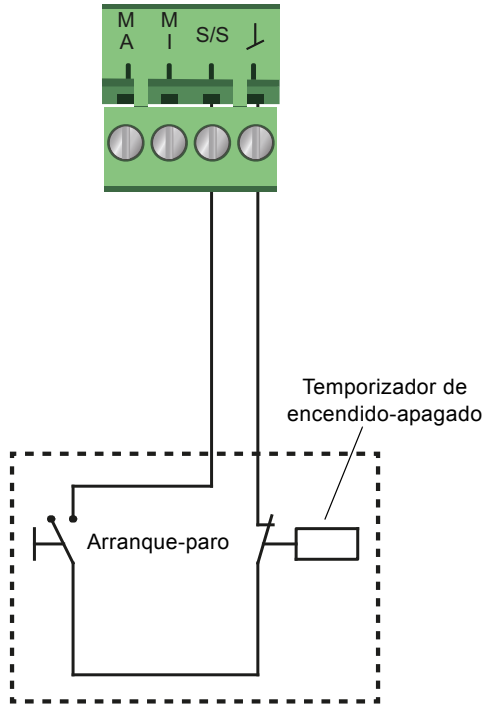 M
A
M
I
S/S
Temporizador de
encendido-apagado
Arranque-paro